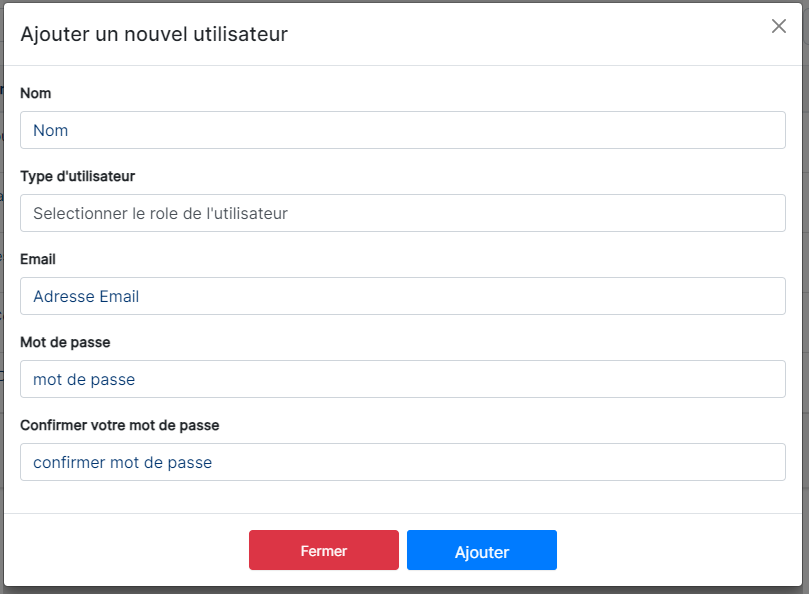 Ajouter un nouvel utilisateur
Nom
Nom
Type d'utilisateur
Selectionner le role de l'utilisateur
Email
Adresse Email
Mot de passe
mot de passe
Confirmer votre mot de passe
confirmer mot de passe
Fermer Ajouter